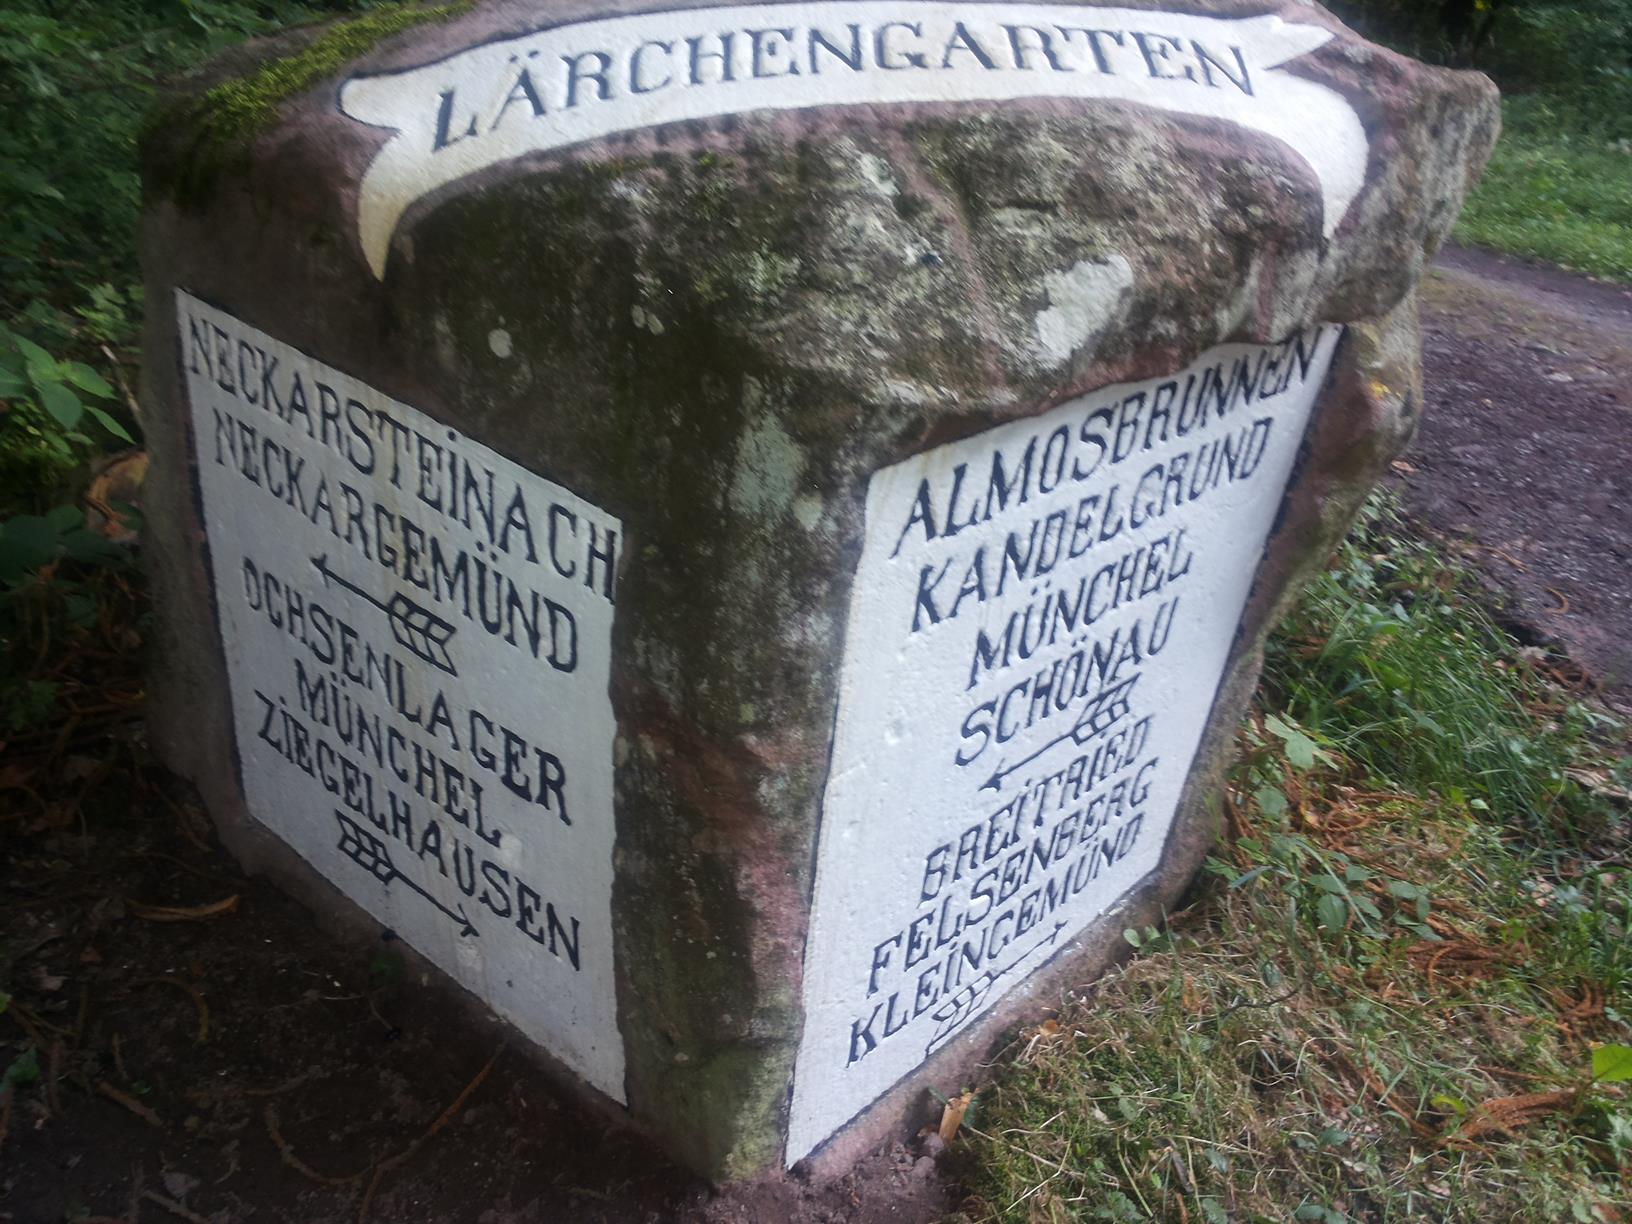 LÄRCHENGARTEN
NECKARSTEINACH
NECKARGEMÜND
OCHSENLAGER
MÜNCHEL
ZIEGELHAUSEN
ALMOSBRUNNEN
KANDELGRUND
MÜNCHEL
SCHÖNAU
BREITRIED
FELSENBERG
KLEINGEMÜND